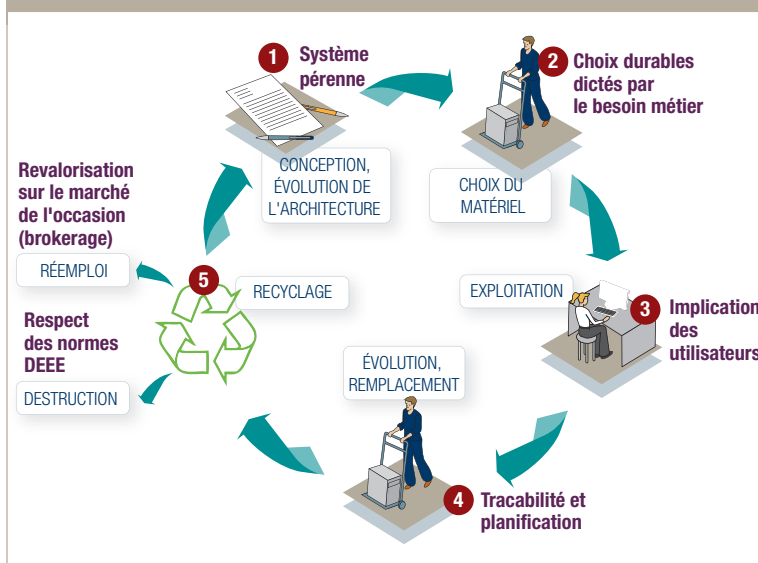 1
Système
pérenne
CONCEPTION,
ÉVOLUTION DE
L'ARCHITECTURE
2
Choix durables
dictés par
le besoin métier
CHOIX DU
MATÉRIEL
EXPLOITATION
3
Implication
des
utilisateurs
ÉVOLUTION,
REMPLACEMENT
4
Tracabilité et
planification
5
RECYCLAGE
Revalorisation
sur le marché
de l'occasion
(brokerage)
RÉEMPLOI
Respect
des normes
DEEE
DESTRUCTION